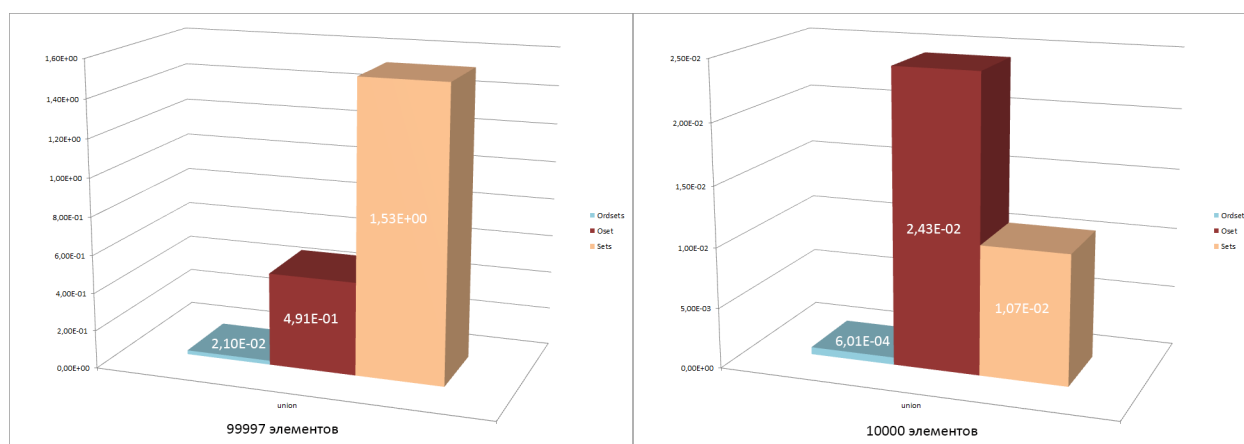 1,60E+00
1,40E+00
1,20E+00
1,00E+00
8,00E-01
6,00E-01
4,00E-01
2,00E-01
0,00E+00
2,10E-02
4,91E-01
1,53E+00
Ordsets
Oset
Sets
union
99997 элементов
2,50E-02
2,00E-02
1,50E-02
1,00E-02
5,00E-03
0,00E+00
6,01E-04
2,43E-02
1,07E-02
Ordsets
Oset
Sets
union
10000 элементов